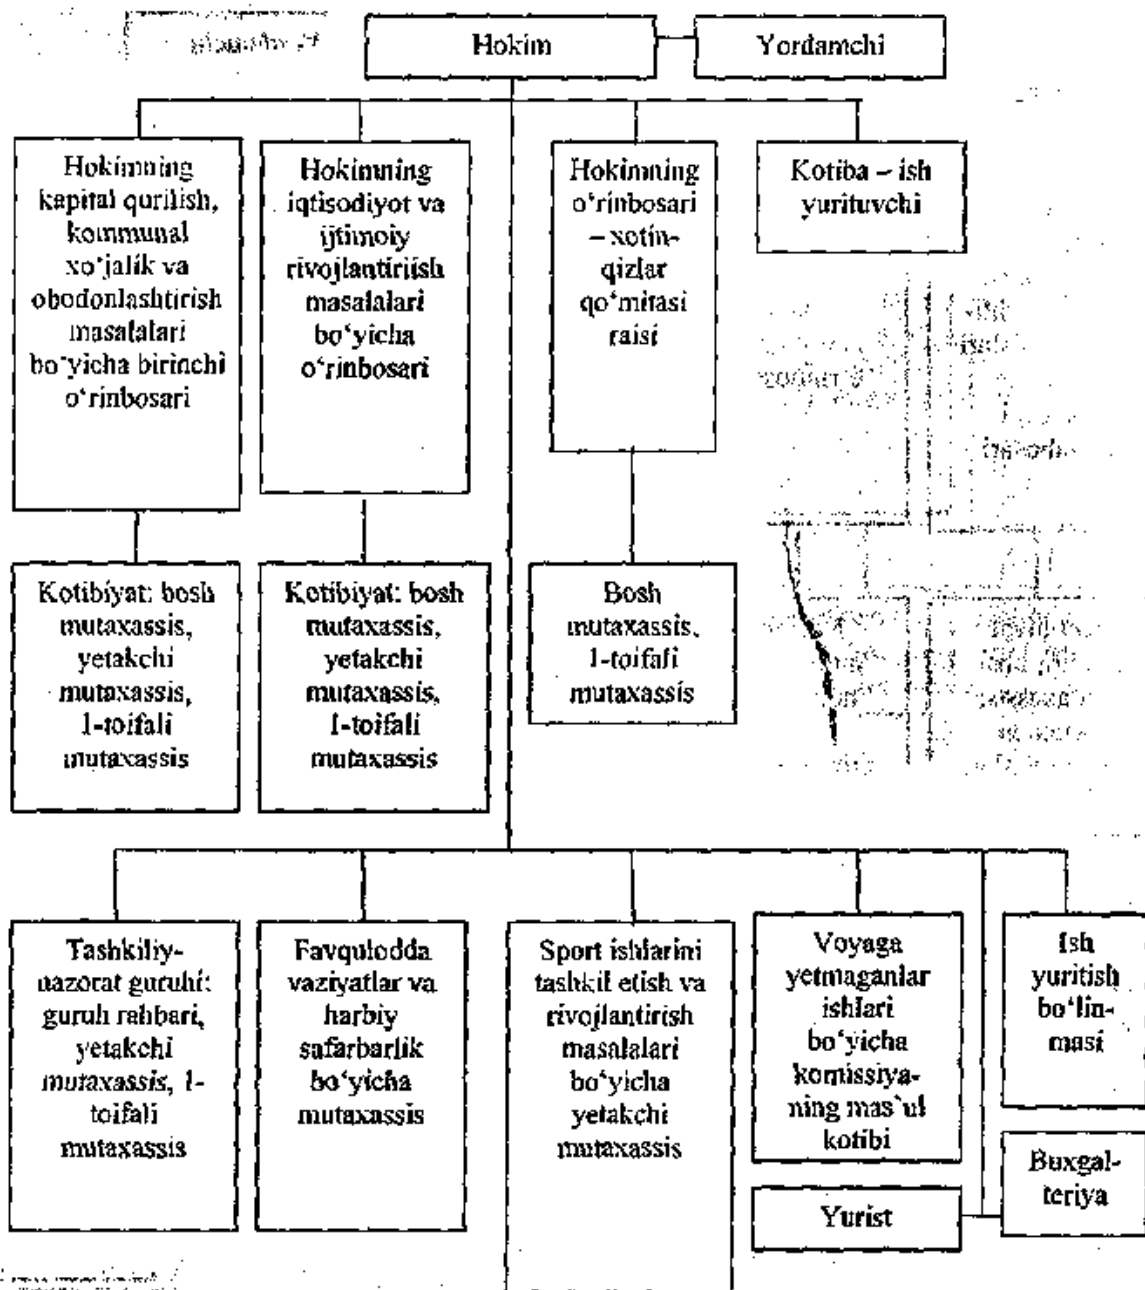 Hokim
Yordamchi
Hokimning
kapital qurilish,
kommunal
xo‘jalik va
obodonlashtirish
masalalari
bo‘yicha birinchi
o‘rinbosari
Hokimning
iqtisodiyot va
ijtimoiy
rivojlantiriish
masalalari
bo‘yicha
o‘rinbosari
Hokimning
o‘rinbosari
– xotin-
qizlar
qo‘mitasi
raisi
Kotiba – ish
yurituvchi
Kotibiyat: bosh
mutaxassis,
yetakchi
mutaxassis,
1-toifali
mutaxassis
Kotibiyat: bosh
mutaxassis,
yetakchi
mutaxassis,
1-toifali
mutaxassis
Bosh
mutaxassis,
1-toifali
mutaxassis
Tashkiliy-
nazorat guruhi:
guruh rahbari,
yetakchi
mutaxassis, 1-
toifali
mutaxassis
Favqulodda
vaziyatlar va
harbiy
safarbarlik
bo‘yicha
mutaxassis
Sport ishlarini
tashkil etish va
rivojlantirish
masalalari
bo‘yicha
yetakchi
mutaxassis
Voyaga
yetmaganlar
ishlari
bo‘yicha
komissiya-
ning mas`ul
kotibi
Ish
yuritish
bo‘lin-
masi
Yurist
Buxgal-
teriya